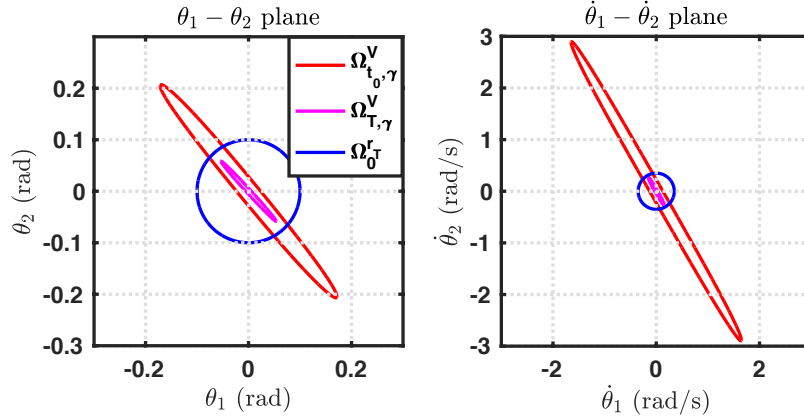 θ₁ − θ₂ plane
0.2
0.1
0
-0.1
-0.2
-0.3
θ₂ (rad)
-0.2
0
0.2
θ₁ (rad)
Ω^V_{t₀,γ}
Ω^V_{T,γ}
Ω^{r_T}_0
θ̇₁ − θ̇₂ plane
3
2
1
0
-1
-2
-3
θ̇₂ (rad/s)
-2
0
2
θ̇₁ (rad/s)